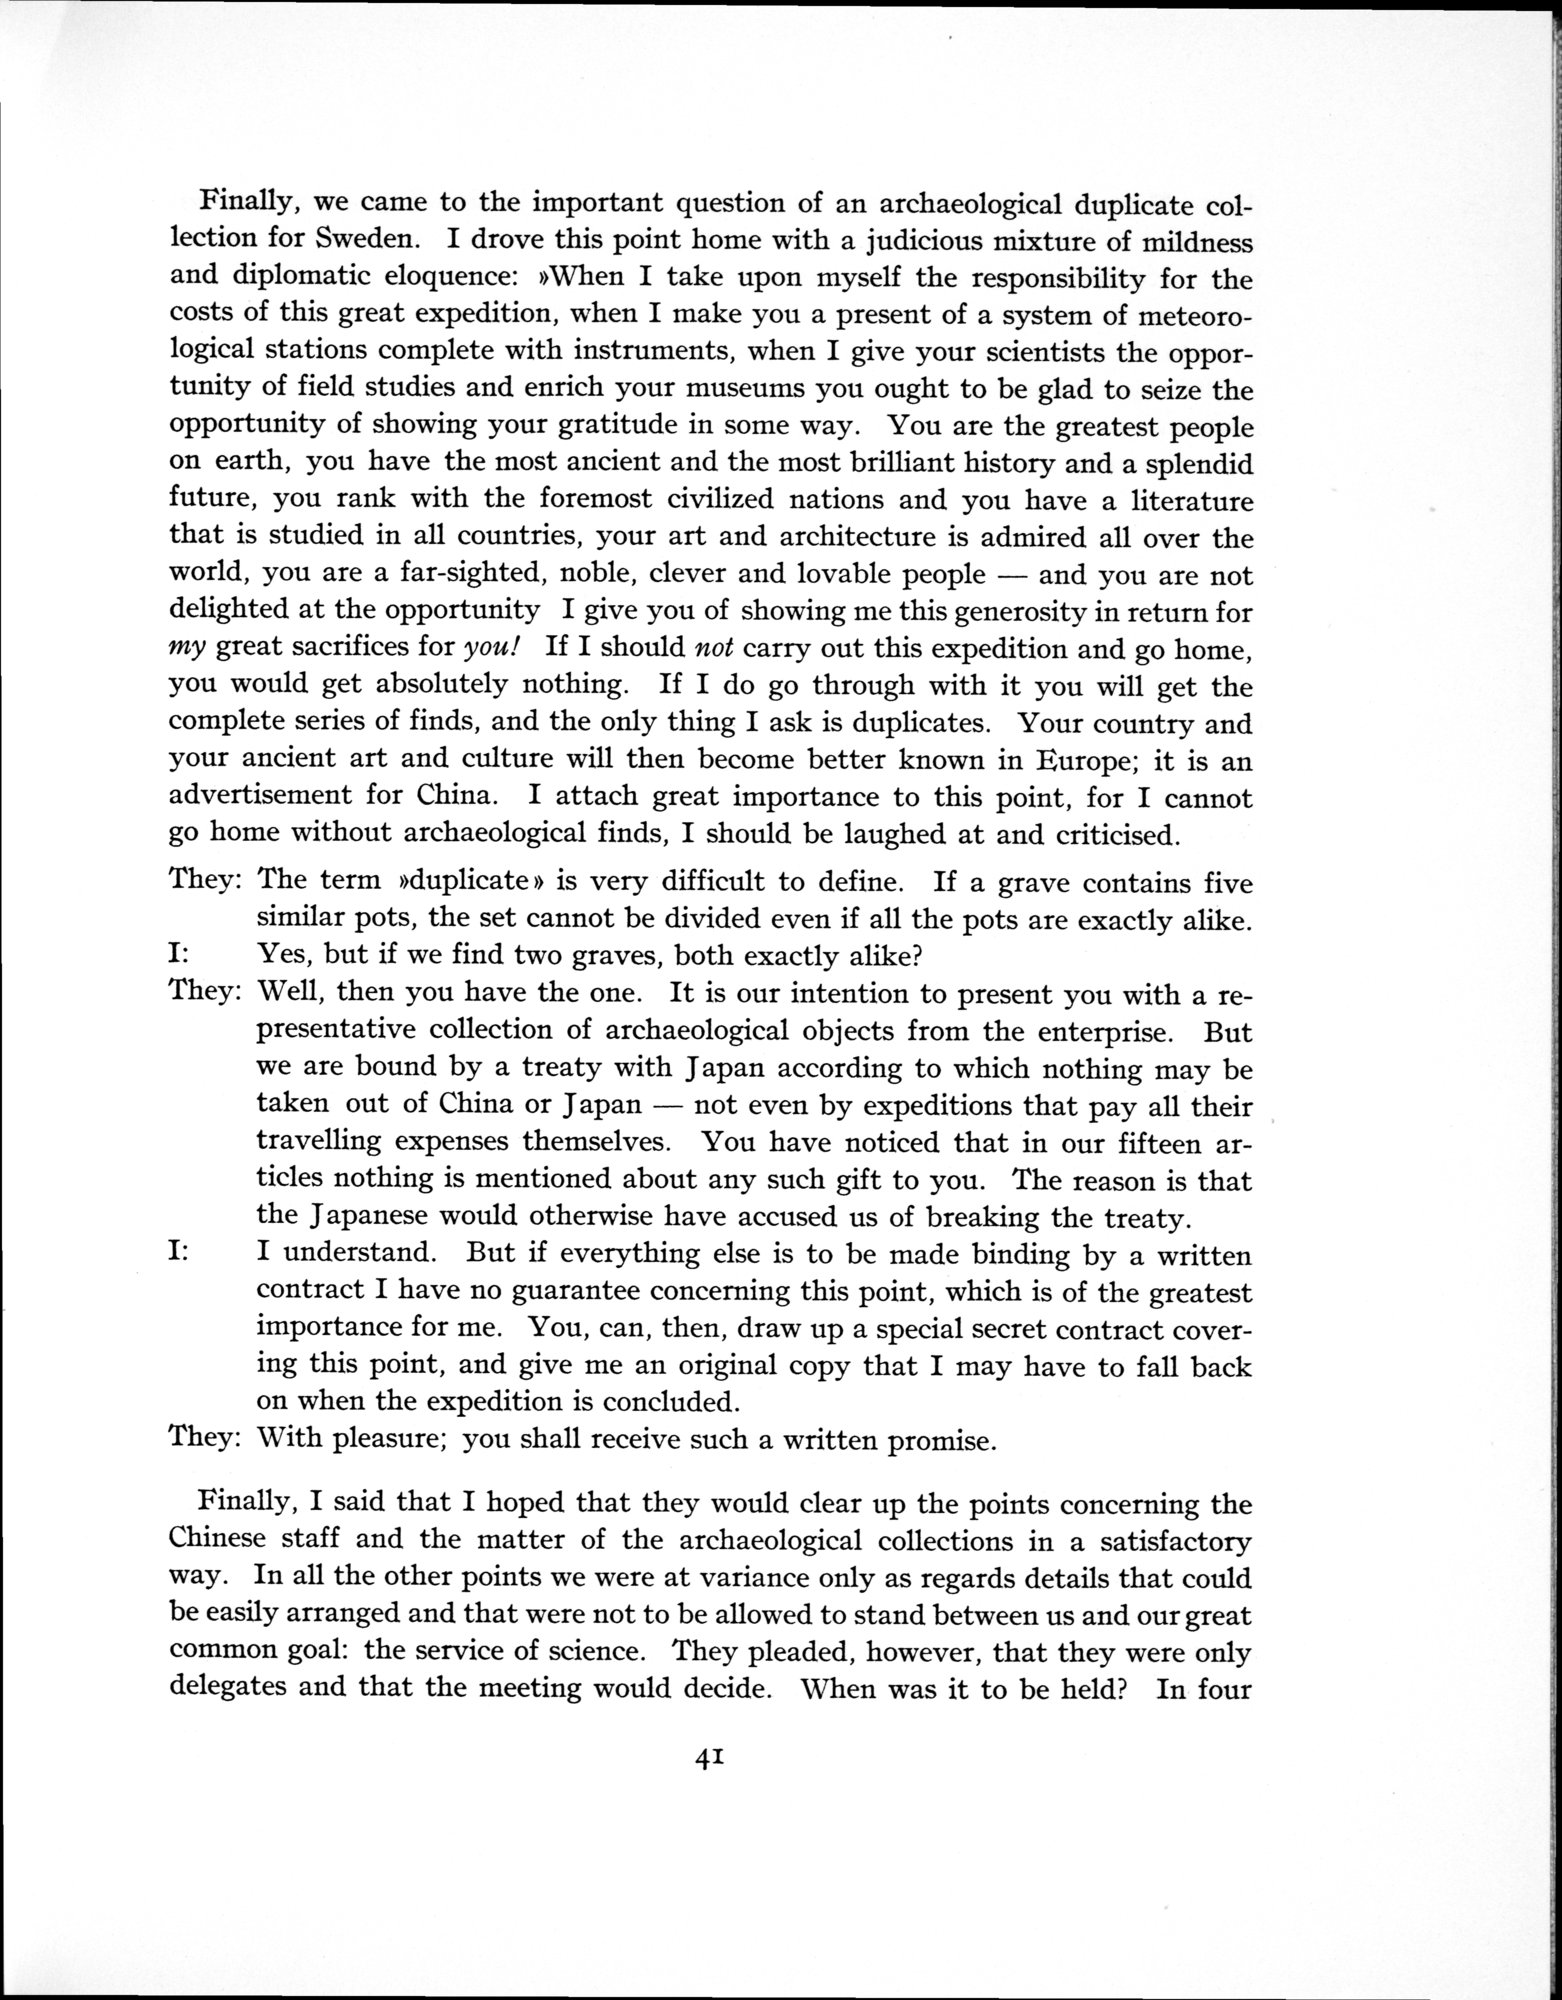 Finally, we came to the important question of an archaeological duplicate col-
lection for Sweden. I drove this point home with a judicious mixture of mildness
and diplomatic eloquence: »When I take upon myself the responsibility for the
costs of this great expedition, when I make you a present of a system of meteoro-
logical stations complete with instruments, when I give your scientists the oppor-
tunity of field studies and enrich your museums you ought to be glad to seize the
opportunity of showing your gratitude in some way. You are the greatest people
on earth, you have the most ancient and the most brilliant history and a splendid
future, you rank with the foremost civilized nations and you have a literature
that is studied in all countries, your art and architecture is admired all over the
world, you are a far-sighted, noble, clever and lovable people — and you are not
delighted at the opportunity I give you of showing me this generosity in return for
my great sacrifices for you! If I should not carry out this expedition and go home,
you would get absolutely nothing. If I do go through with it you will get the
complete series of finds, and the only thing I ask is duplicates. Your country and
your ancient art and culture will then become better known in Europe; it is an
advertisement for China. I attach great importance to this point, for I cannot
go home without archaeological finds, I should be laughed at and criticised.
They: The term »duplicate» is very difficult to define. If a grave contains five
similar pots, the set cannot be divided even if all the pots are exactly alike.
I: Yes, but if we find two graves, both exactly alike?
They: Well, then you have the one. It is our intention to present you with a re-
presentative collection of archaeological objects from the enterprise. But
we are bound by a treaty with Japan according to which nothing may be
taken out of China or Japan — not even by expeditions that pay all their
travelling expenses themselves. You have noticed that in our fifteen ar-
ticles nothing is mentioned about any such gift to you. The reason is that
the Japanese would otherwise have accused us of breaking the treaty.
I: I understand. But if everything else is to be made binding by a written
contract I have no guarantee concerning this point, which is of the greatest
importance for me. You, can, then, draw up a special secret contract cover-
ing this point, and give me an original copy that I may have to fall back
on when the expedition is concluded.
They: With pleasure; you shall receive such a written promise.
Finally, I said that I hoped that they would clear up the points concerning the
Chinese staff and the matter of the archaeological collections in a satisfactory
way. In all the other points we were at variance only as regards details that could
be easily arranged and that were not to be allowed to stand between us and our great
common goal: the service of science. They pleaded, however, that they were only
delegates and that the meeting would decide. When was it to be held? In four
41